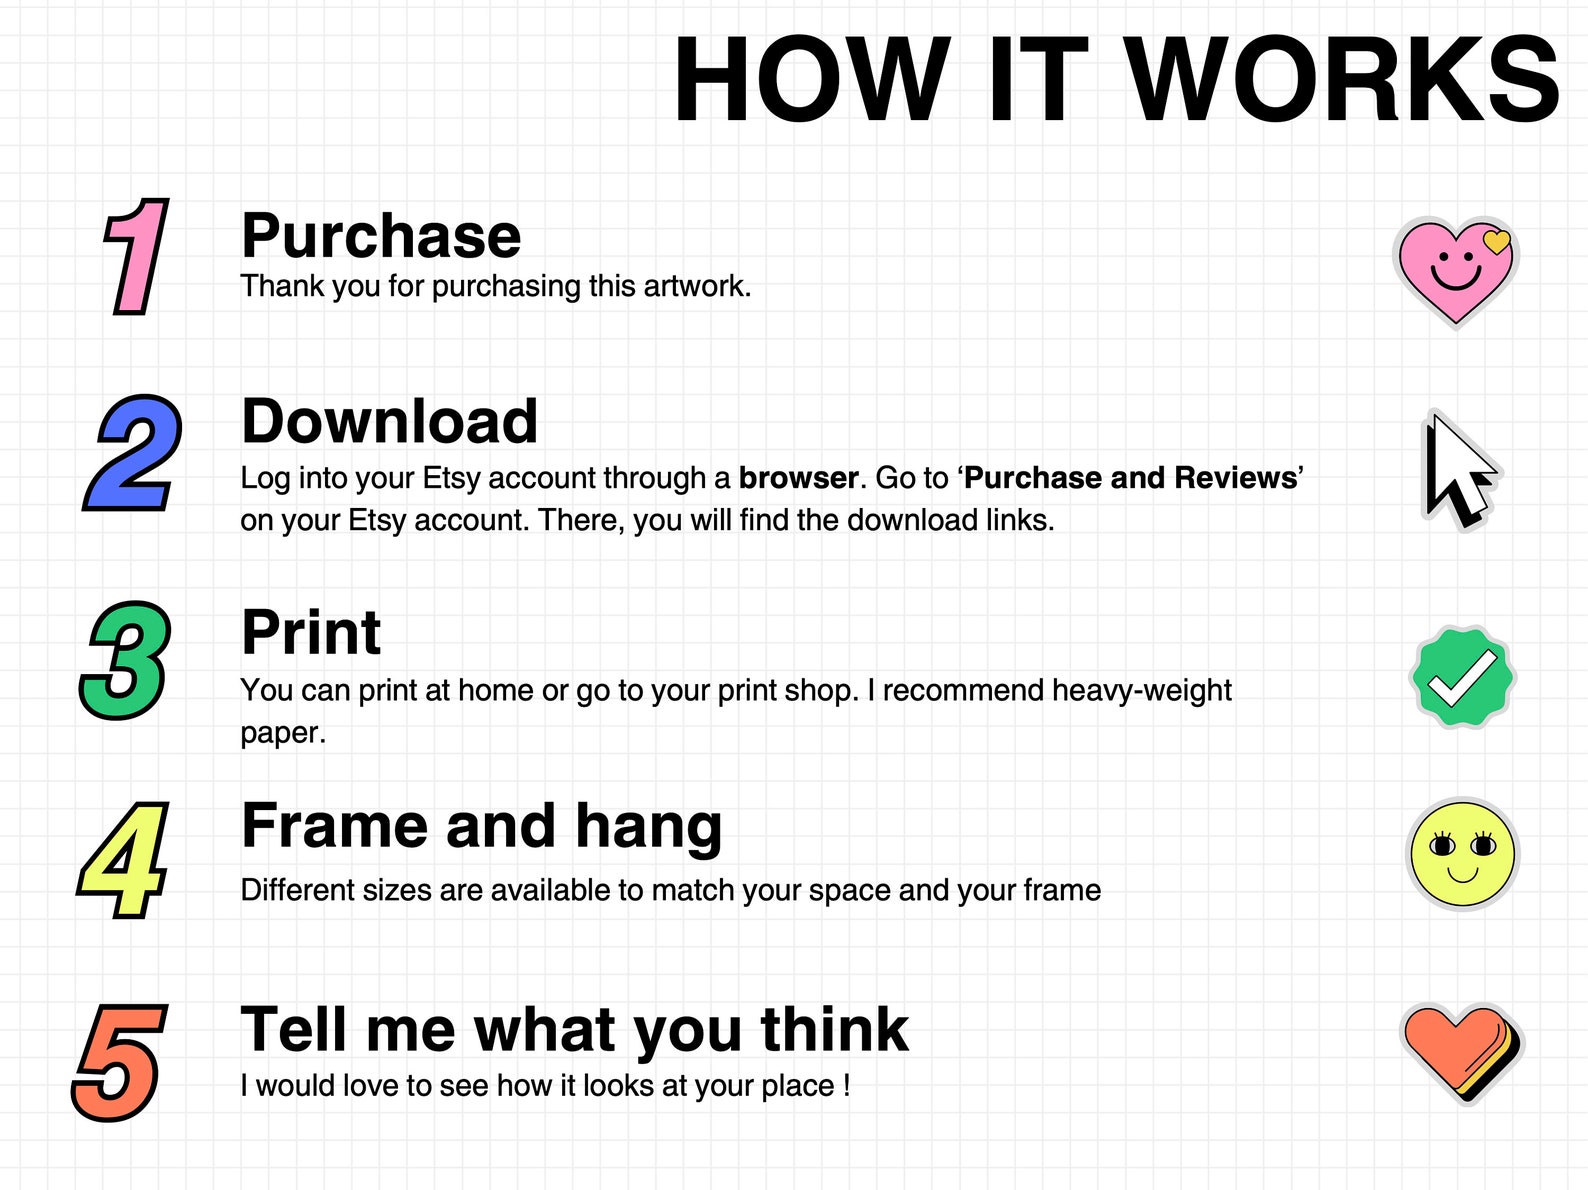 HOW IT WORKS
1
Purchase
Thank you for purchasing this artwork.
2
Download
Log into your Etsy account through a browser. Go to ‘Purchase and Reviews’
on your Etsy account. There, you will find the download links.
3
Print
You can print at home or go to your print shop. I recommend heavy-weight
paper.
4
Frame and hang
Different sizes are available to match your space and your frame
5
Tell me what you think
I would love to see how it looks at your place !